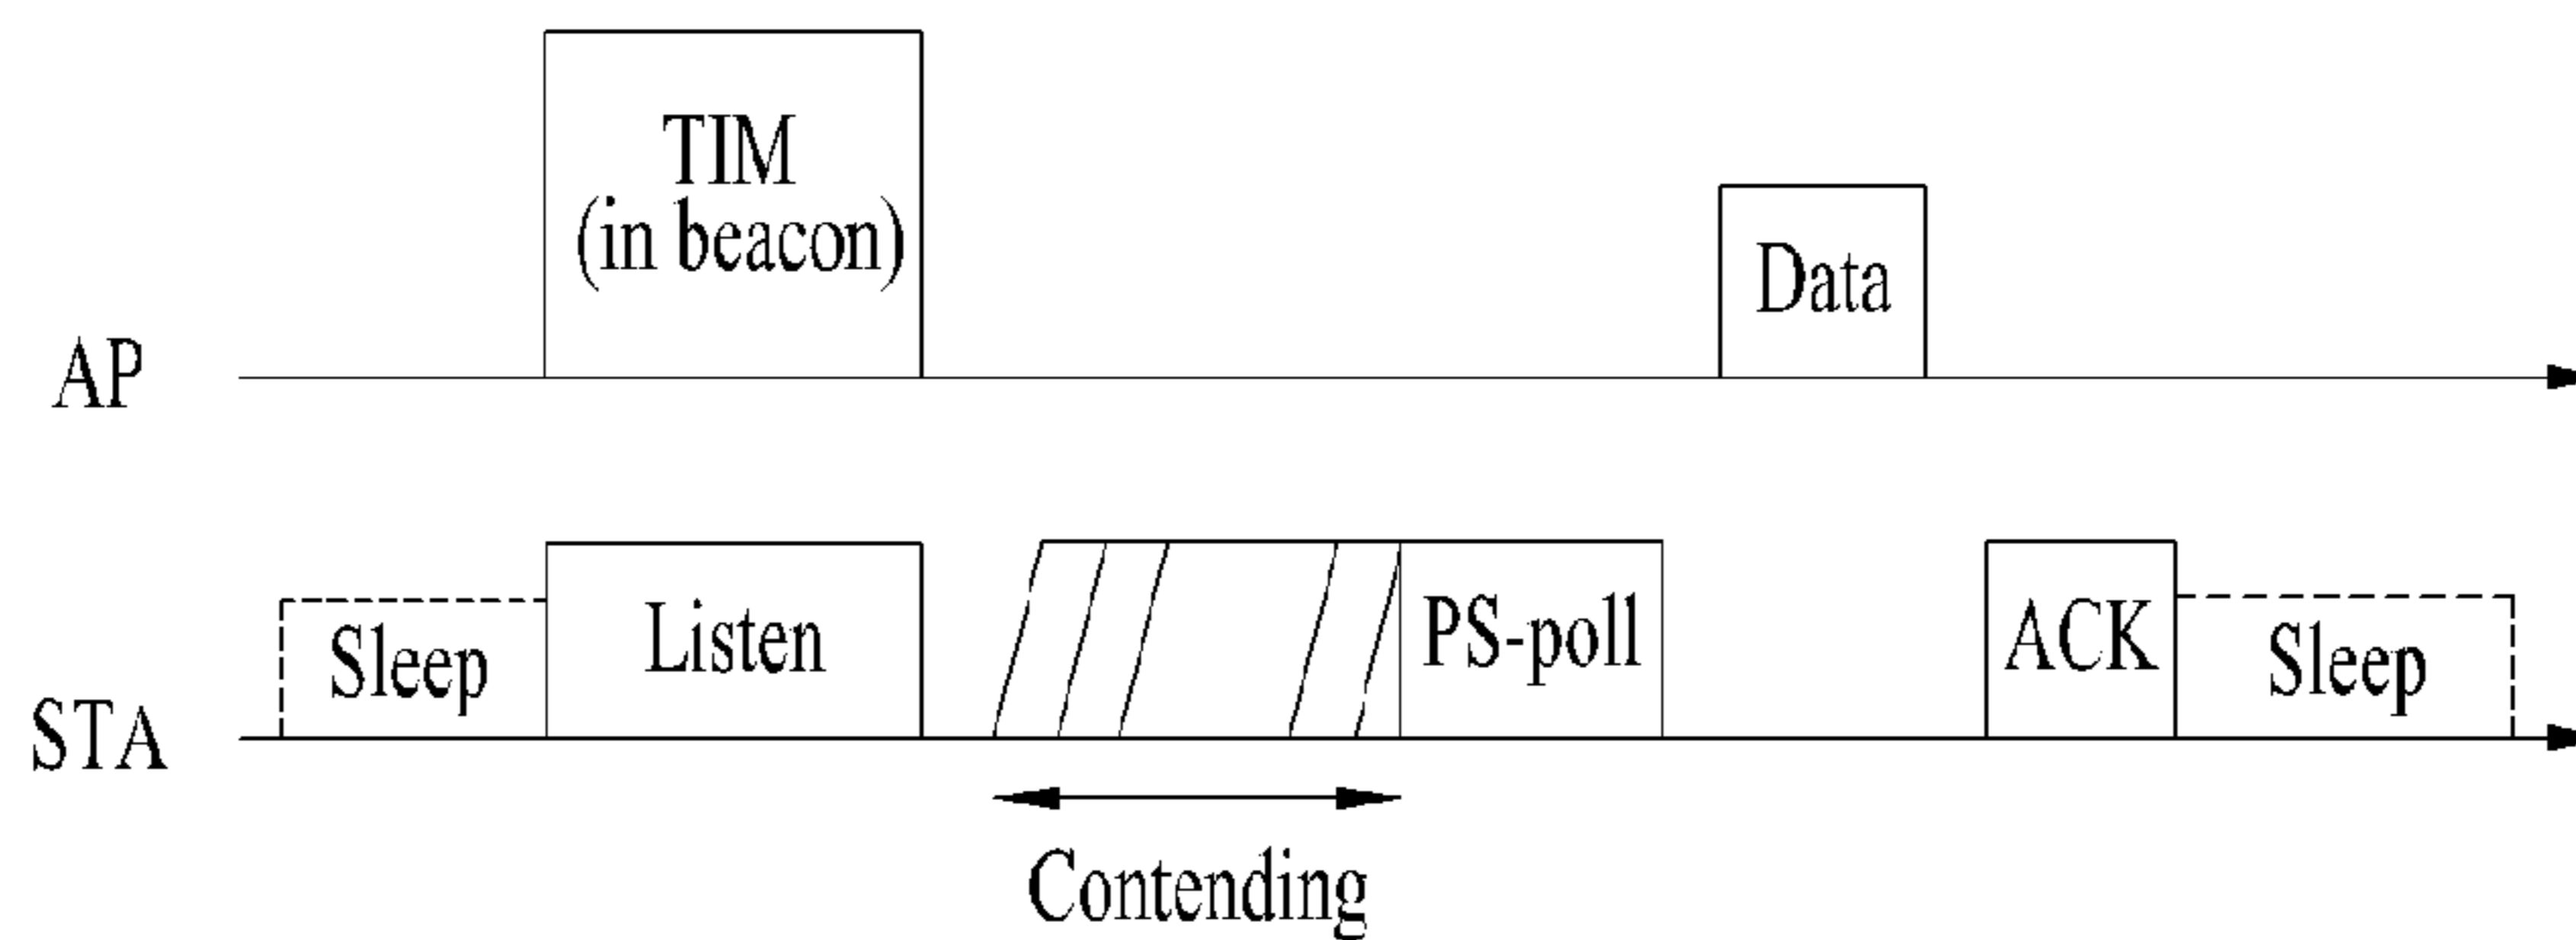 TIM
(in beacon)
Data
AP
Sleep
Listen
PS-poll
ACK
Sleep
STA
Contending